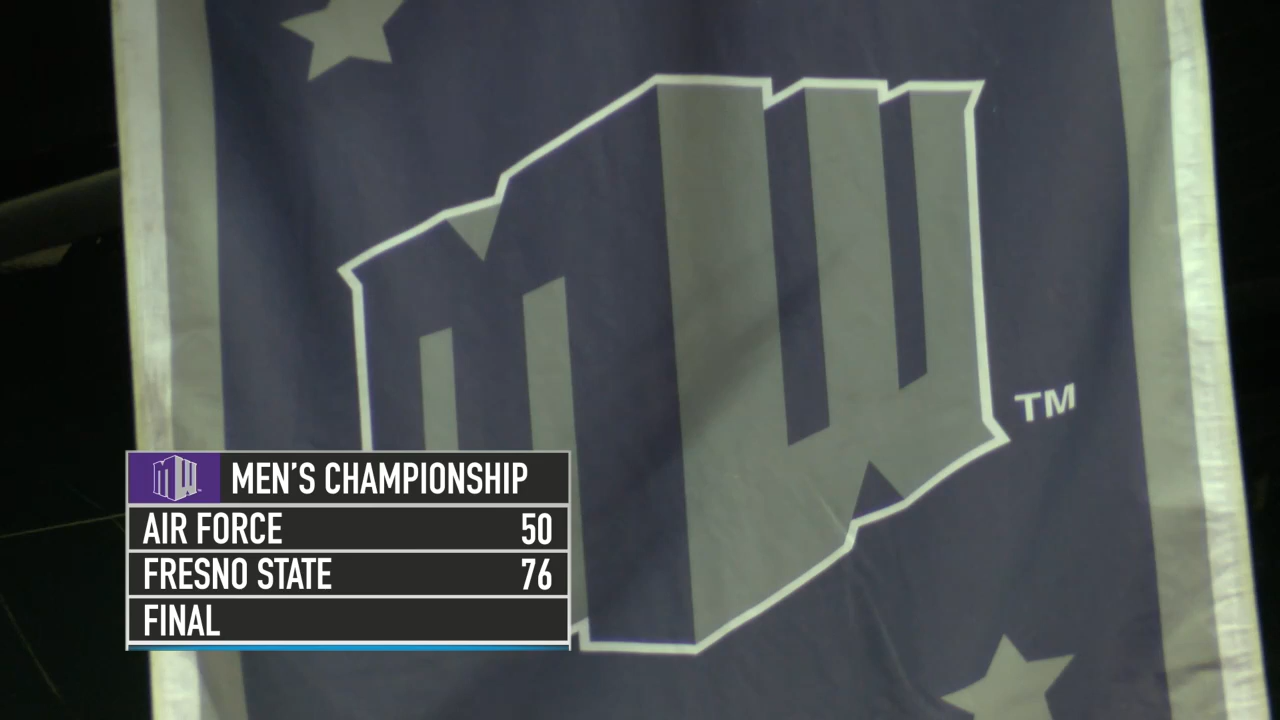 MW
TM
MW MEN'S CHAMPIONSHIP
AIR FORCE 50
FRESNO STATE 76
FINAL